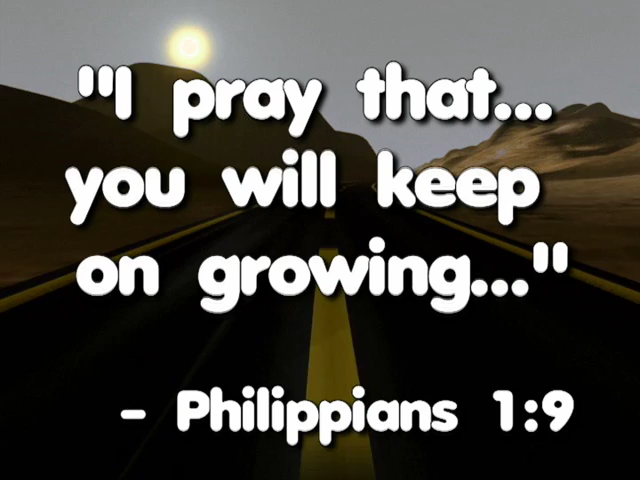 "I pray that...
you will keep
on growing..."
- Philippians 1:9